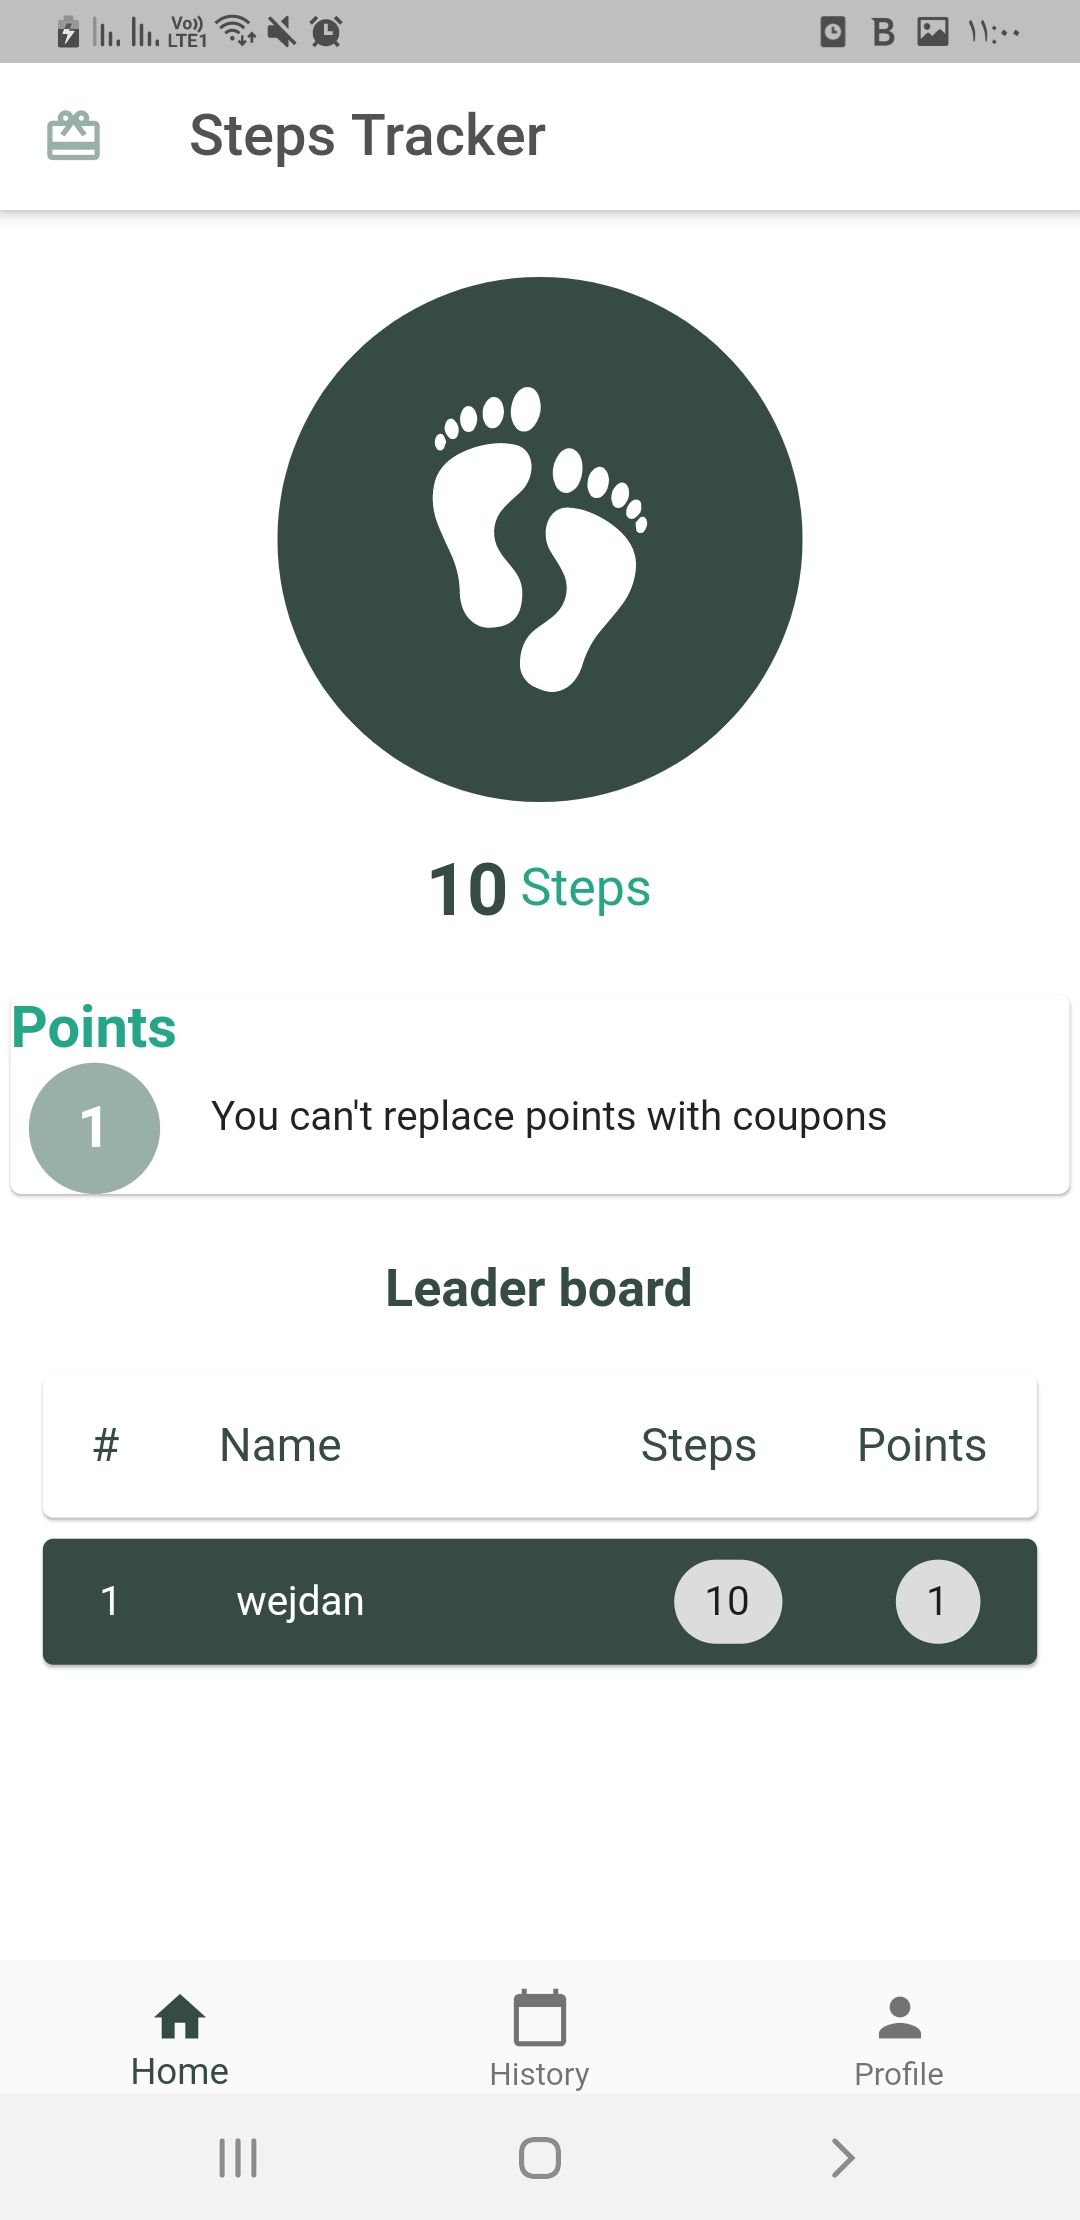 Vo)) LTE1 B ١١:٠٠
Steps Tracker
10 Steps
Points
1 You can't replace points with coupons
Leader board
# Name Steps Points
1 wejdan 10 1
Home History Profile